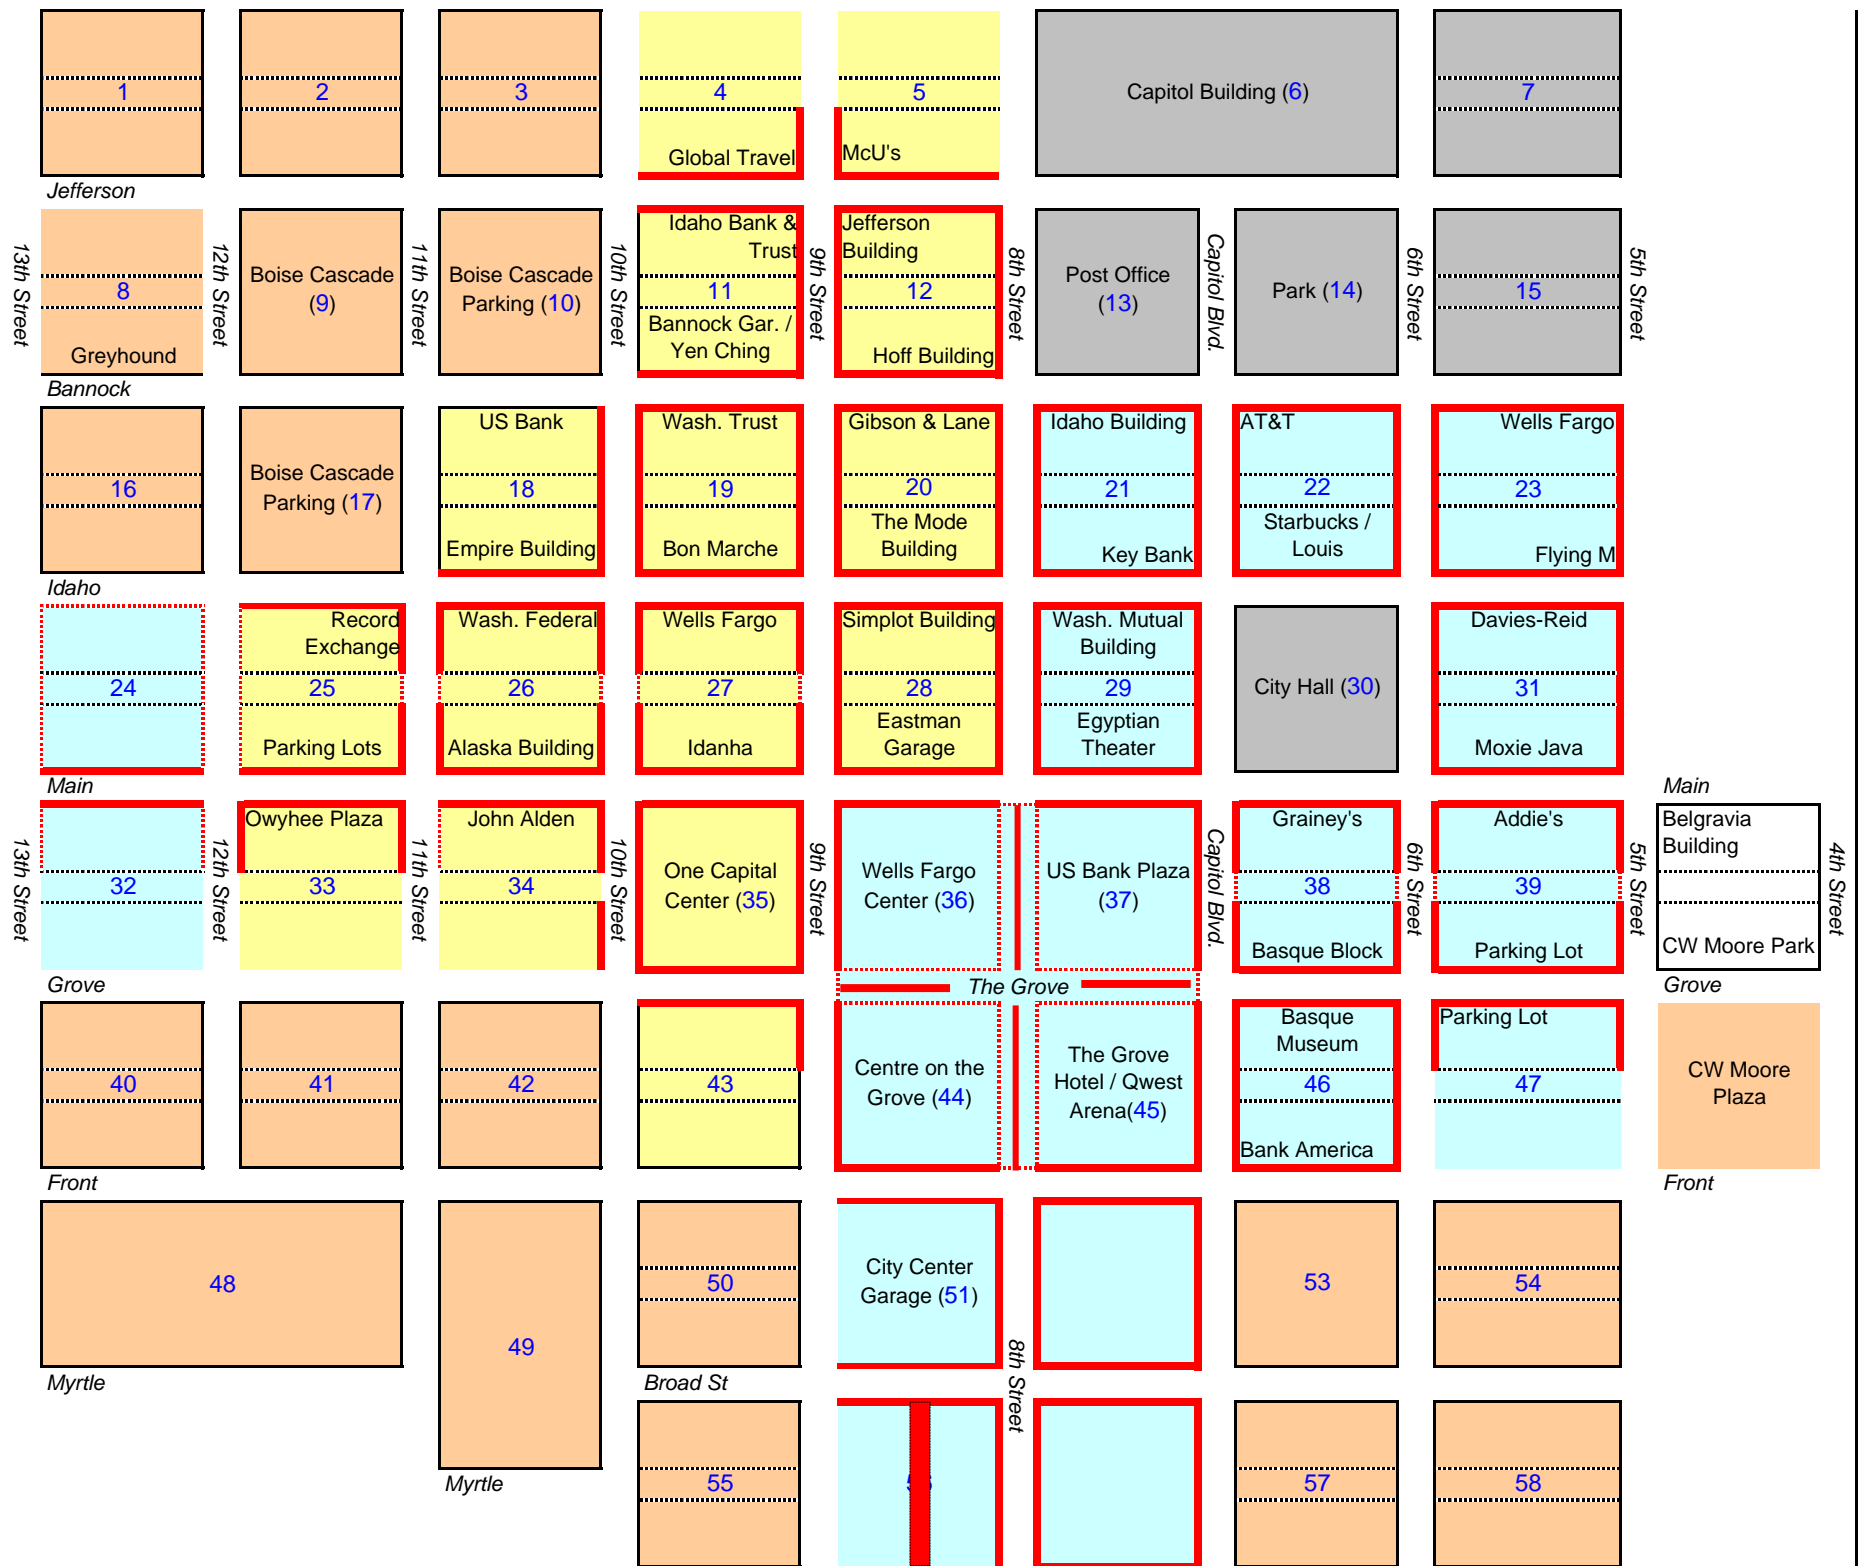 1
2
3
4
5
Capitol Building (6)
7
Global Travel
McU's
Jefferson
13th Street
8
Greyhound
12th Street
Boise Cascade
(9)
11th Street
Boise Cascade
Parking (10)
10th Street
Idaho Bank &
Trust
11
Bannock Gar. /
Yen Ching
9th Street
Jefferson
Building
12
Hoff Building
8th Street
Post Office
(13)
Capitol Blvd.
Park (14)
6th Street
15
5th Street
Bannock
16
Boise Cascade
Parking (17)
US Bank
18
Empire Building
Wash. Trust
19
Bon Marche
Gibson & Lane
20
The Mode
Building
Idaho Building
21
Key Bank
AT&T
22
Starbucks /
Louis
Wells Fargo
23
Flying M
Idaho
24
Record
Exchange
25
Parking Lots
Wash. Federal
26
Alaska Building
Wells Fargo
27
Idanha
Simplot Building
28
Eastman
Garage
Wash. Mutual
Building
29
Egyptian
Theater
City Hall (30)
Davies-Reid
31
Moxie Java
Main
Main
13th Street
32
12th Street
Owyhee Plaza
33
11th Street
John Alden
34
10th Street
One Capital
Center (35)
9th Street
Wells Fargo
Center (36)
US Bank Plaza
(37)
Capitol Blvd.
Grainey's
38
Basque Block
6th Street
Addie's
39
Parking Lot
5th Street
Belgravia
Building
CW Moore Park
4th Street
Grove
The Grove
Grove
40
41
42
43
Centre on the
Grove (44)
The Grove
Hotel / Qwest
Arena(45)
Basque
Museum
46
Bank America
Parking Lot
47
CW Moore
Plaza
Front
Front
48
49
50
City Center
Garage (51)
8th Street
53
54
Myrtle
Broad St
Myrtle
55
57
58